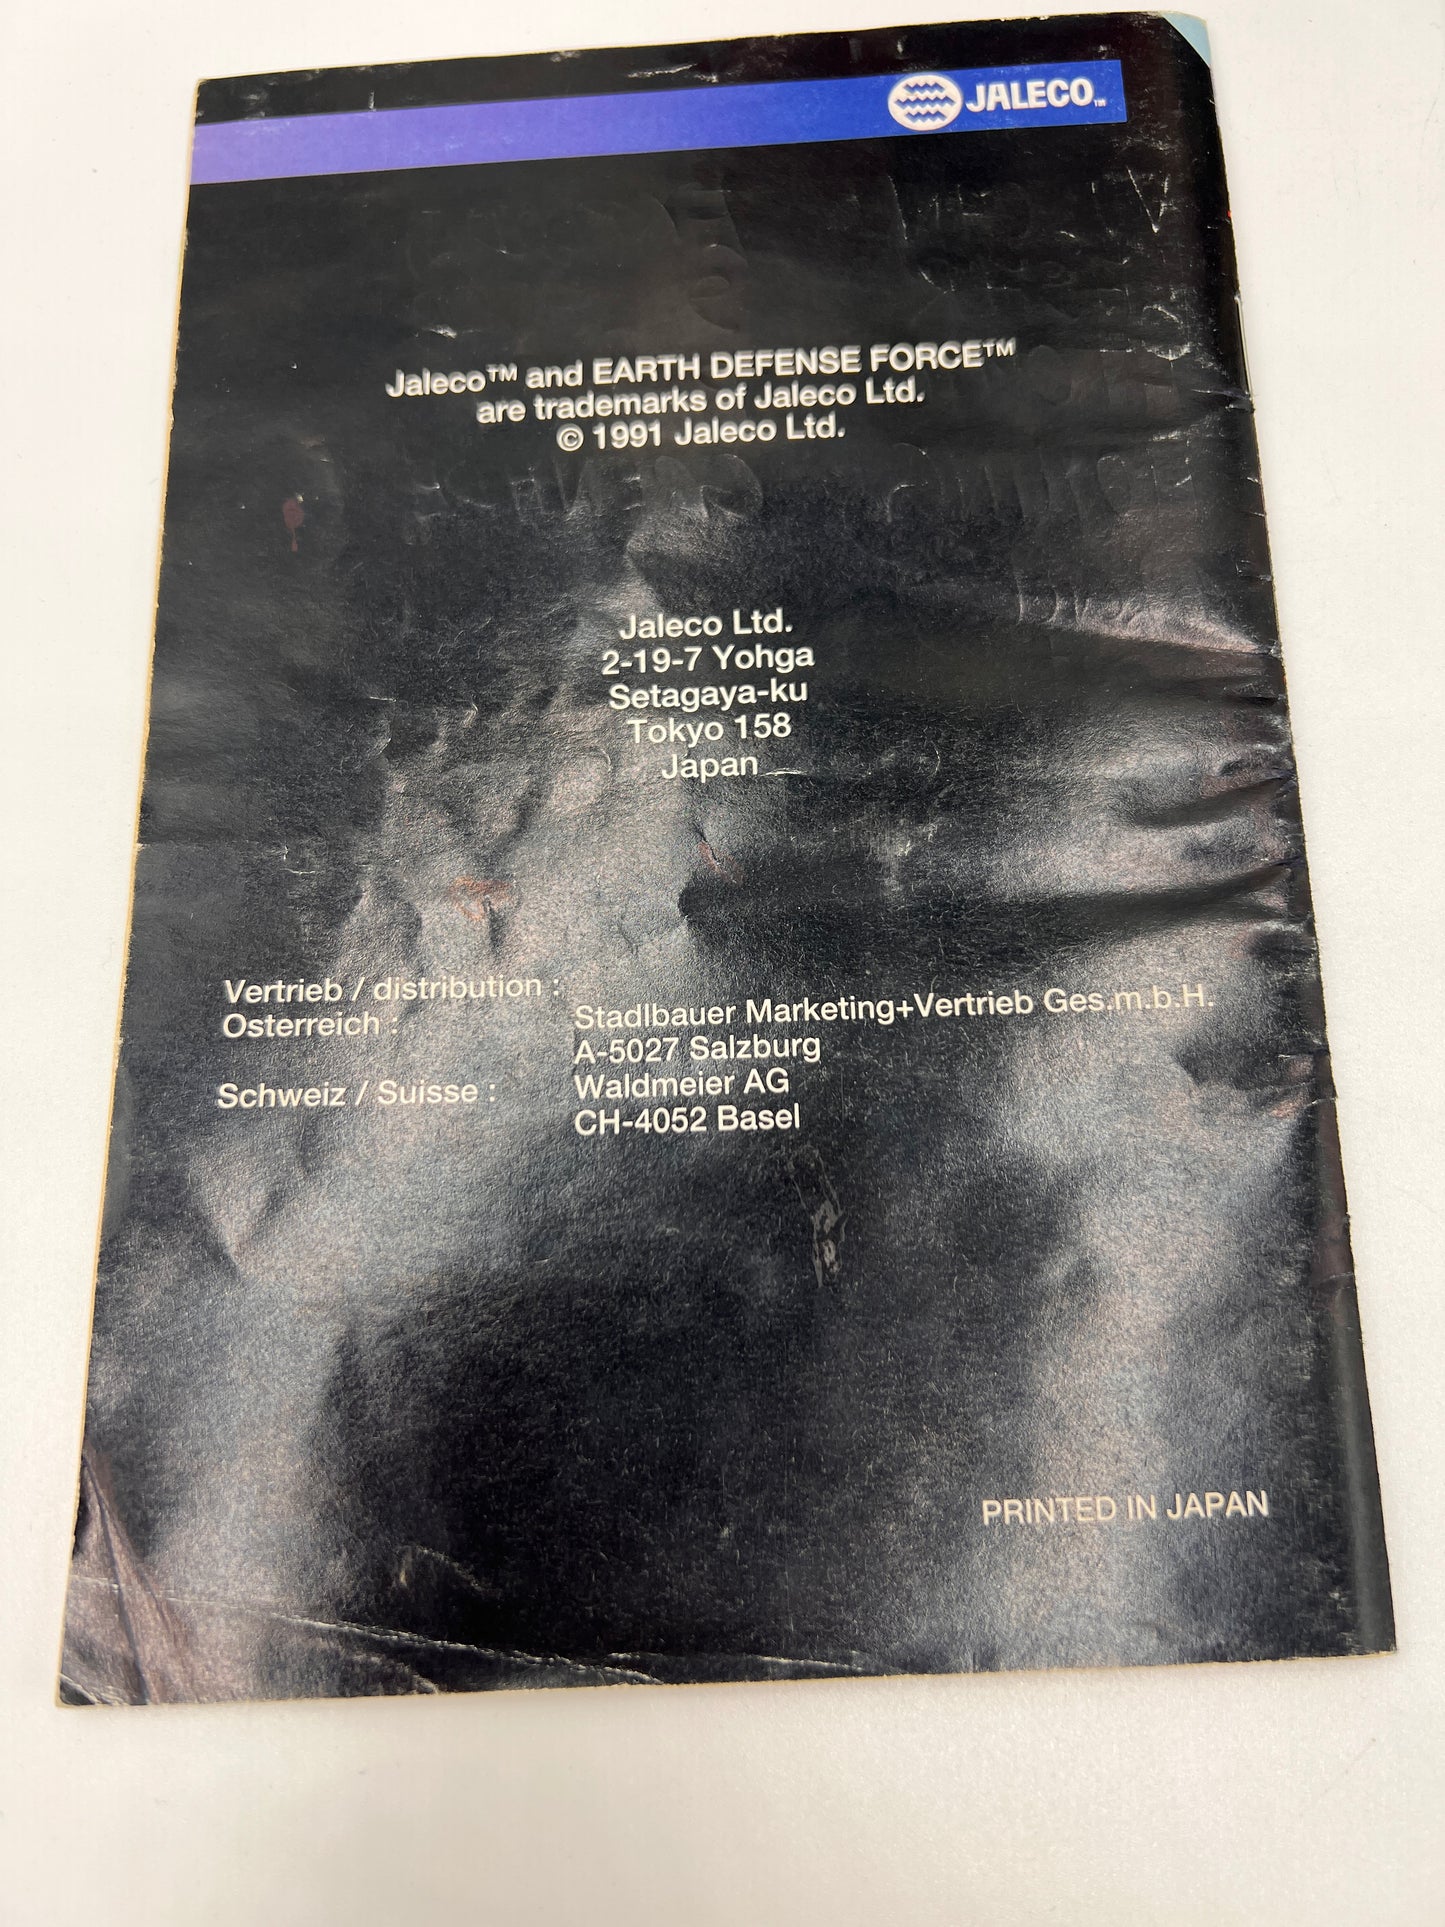 JALECO™
Jaleco™ and EARTH DEFENSE FORCE™
are trademarks of Jaleco Ltd.
© 1991 Jaleco Ltd.
Jaleco Ltd.
2-19-7 Yohga
Setagaya-ku
Tokyo 158
Japan
Vertrieb / distribution :
Osterreich : Stadlbauer Marketing+Vertrieb Ges.m.b.H.
A-5027 Salzburg
Schweiz / Suisse : Waldmeier AG
CH-4052 Basel
PRINTED IN JAPAN